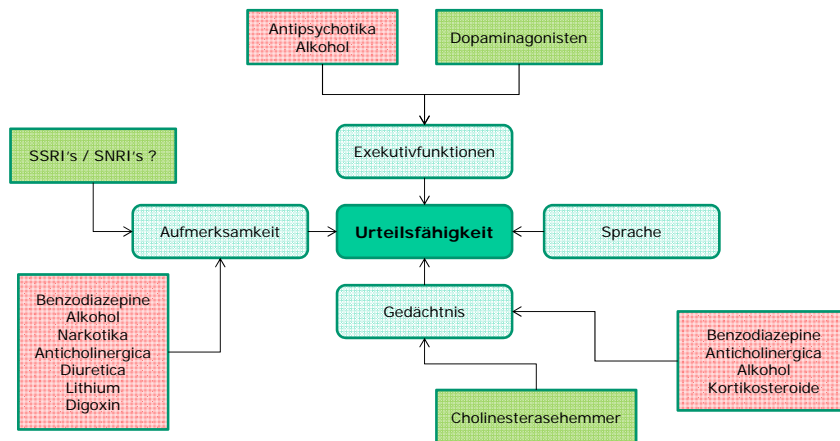 Antipsychotika
Alkohol
Dopaminagonisten
Exekutivfunktionen
SSRI's / SNRI's ?
Aufmerksamkeit
Urteilsfähigkeit
Sprache
Benzodiazepine
Alkohol
Narkotika
Anticholinergica
Diuretica
Lithium
Digoxin
Gedächtnis
Benzodiazepine
Anticholinergica
Alkohol
Kortikosteroide
Cholinesterasehemmer